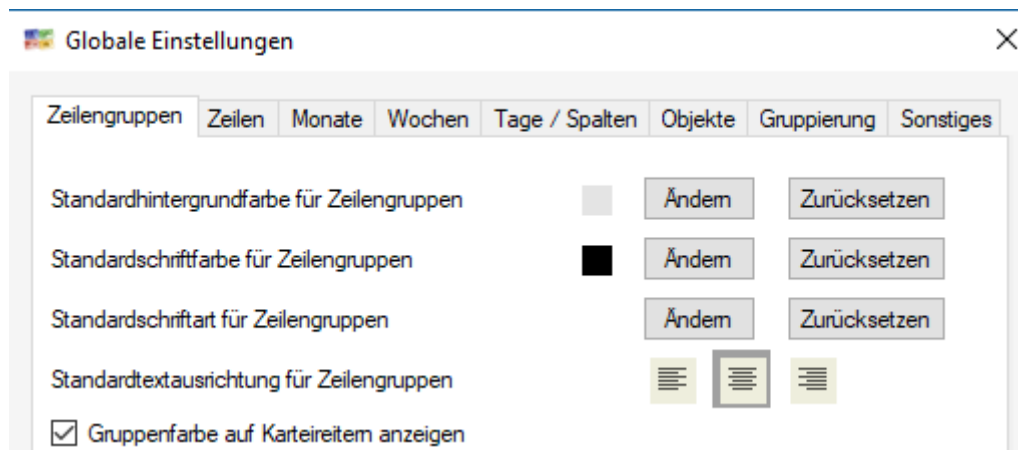 Globale Einstellungen
Zeilengruppen Zeilen Monate Wochen Tage / Spalten Objekte Gruppierung Sonstiges
Standardhintergrundfarbe für Zeilengruppen Ändern Zurücksetzen
Standardschriftfarbe für Zeilengruppen Ändern Zurücksetzen
Standardschriftart für Zeilengruppen Ändern Zurücksetzen
Standardtextausrichtung für Zeilengruppen
Gruppenfarbe auf Karteireitern anzeigen